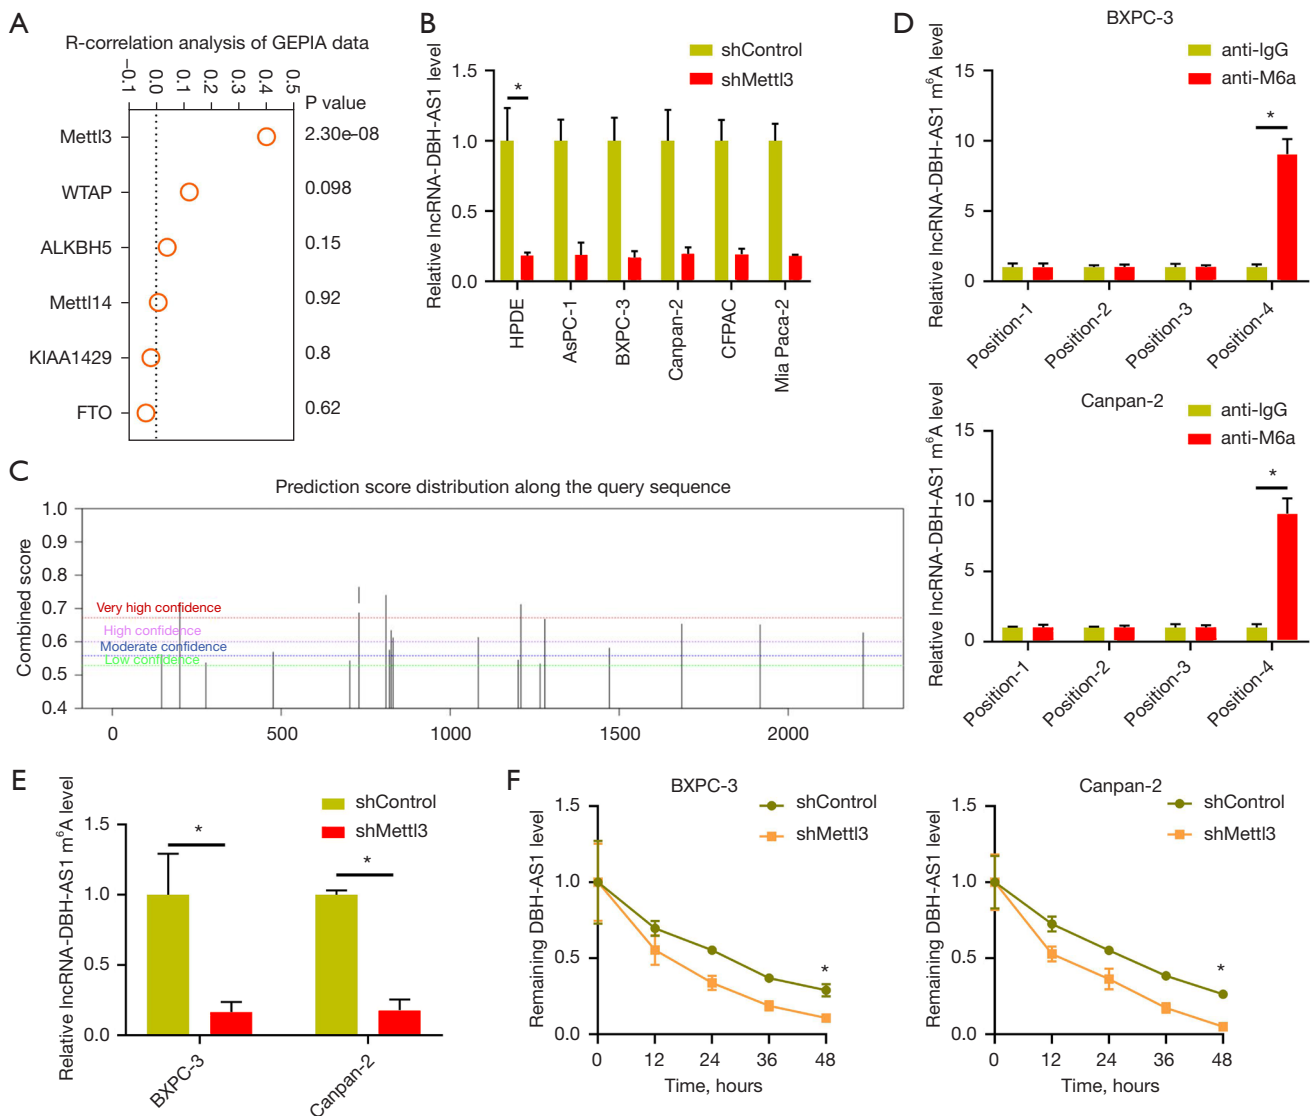 A
R-correlation analysis of GEPIA data
-0.1 0.0 0.1 0.2 0.3 0.4 0.5
P value
Mettl3 2.30e-08
WTAP 0.098
ALKBH5 0.15
Mettl14 0.92
KIAA1429 0.8
FTO 0.62
B
shControl
shMettl3
Relative lncRNA-DBH-AS1 level
1.5
1.0
0.5
0.0
*
HPDE
AsPC-1
BXPC-3
Canpan-2
CFPAC
Mia Paca-2
C
Prediction score distribution along the query sequence
Combined score
1.0
0.9
0.8
0.7
0.6
0.5
0.4
Very high confidence
High confidence
Moderate confidence
Low confidence
0 500 1000 1500 2000
D
BXPC-3
anti-IgG
anti-M6a
Relative lncRNA-DBH-AS1 m⁶A level
15
10
5
0
*
Position-1
Position-2
Position-3
Position-4
Canpan-2
anti-IgG
anti-M6a
Relative lncRNA-DBH-AS1 m⁶A level
15
10
5
0
*
Position-1
Position-2
Position-3
Position-4
E
shControl
shMettl3
Relative lncRNA-DBH-AS1 m⁶A level
1.5
1.0
0.5
0.0
*
*
BXPC-3
Canpan-2
F
BXPC-3
shControl
shMettl3
Remaining DBH-AS1 level
1.5
1.0
0.5
0.0
*
0 12 24 36 48
Time, hours
Canpan-2
shControl
shMettl3
Remaining DBH-AS1 level
1.5
1.0
0.5
0.0
*
0 12 24 36 48
Time, hours